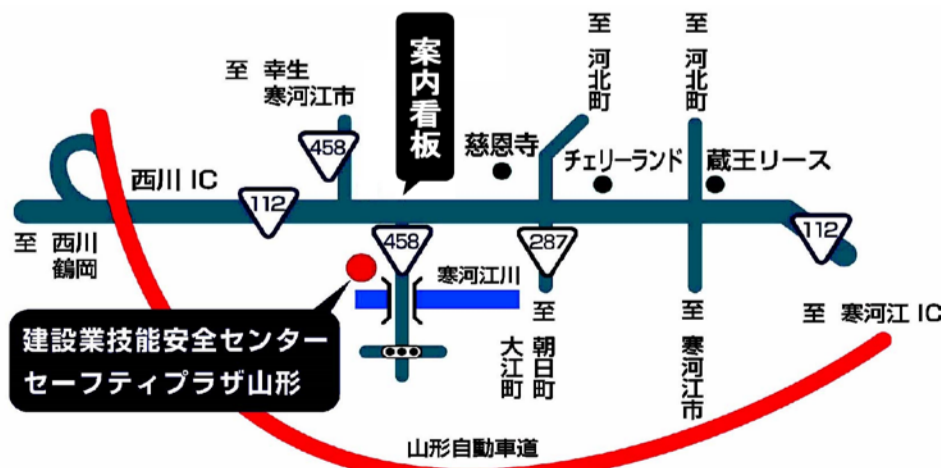 案内看板
至 幸生
寒河江市
458
至 河北町
至 河北町
慈恩寺
チェリーランド
蔵王リース
西川 IC
112
458
287
112
至 西川
鶴岡
寒河江川
至 朝日町
大江町
至 寒河江市
至 寒河江 IC
建設業技能安全センター
セーフティプラザ山形
山形自動車道